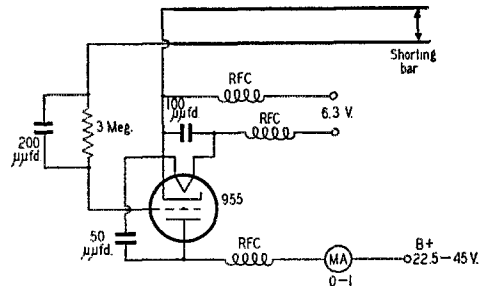 Shorting
bar
RFC
100
μμfd.
6.3 V.
RFC
3 Meg.
200
μμfd.
955
50
μμfd.
RFC
MA
0-1
B+
22.5-45 V.